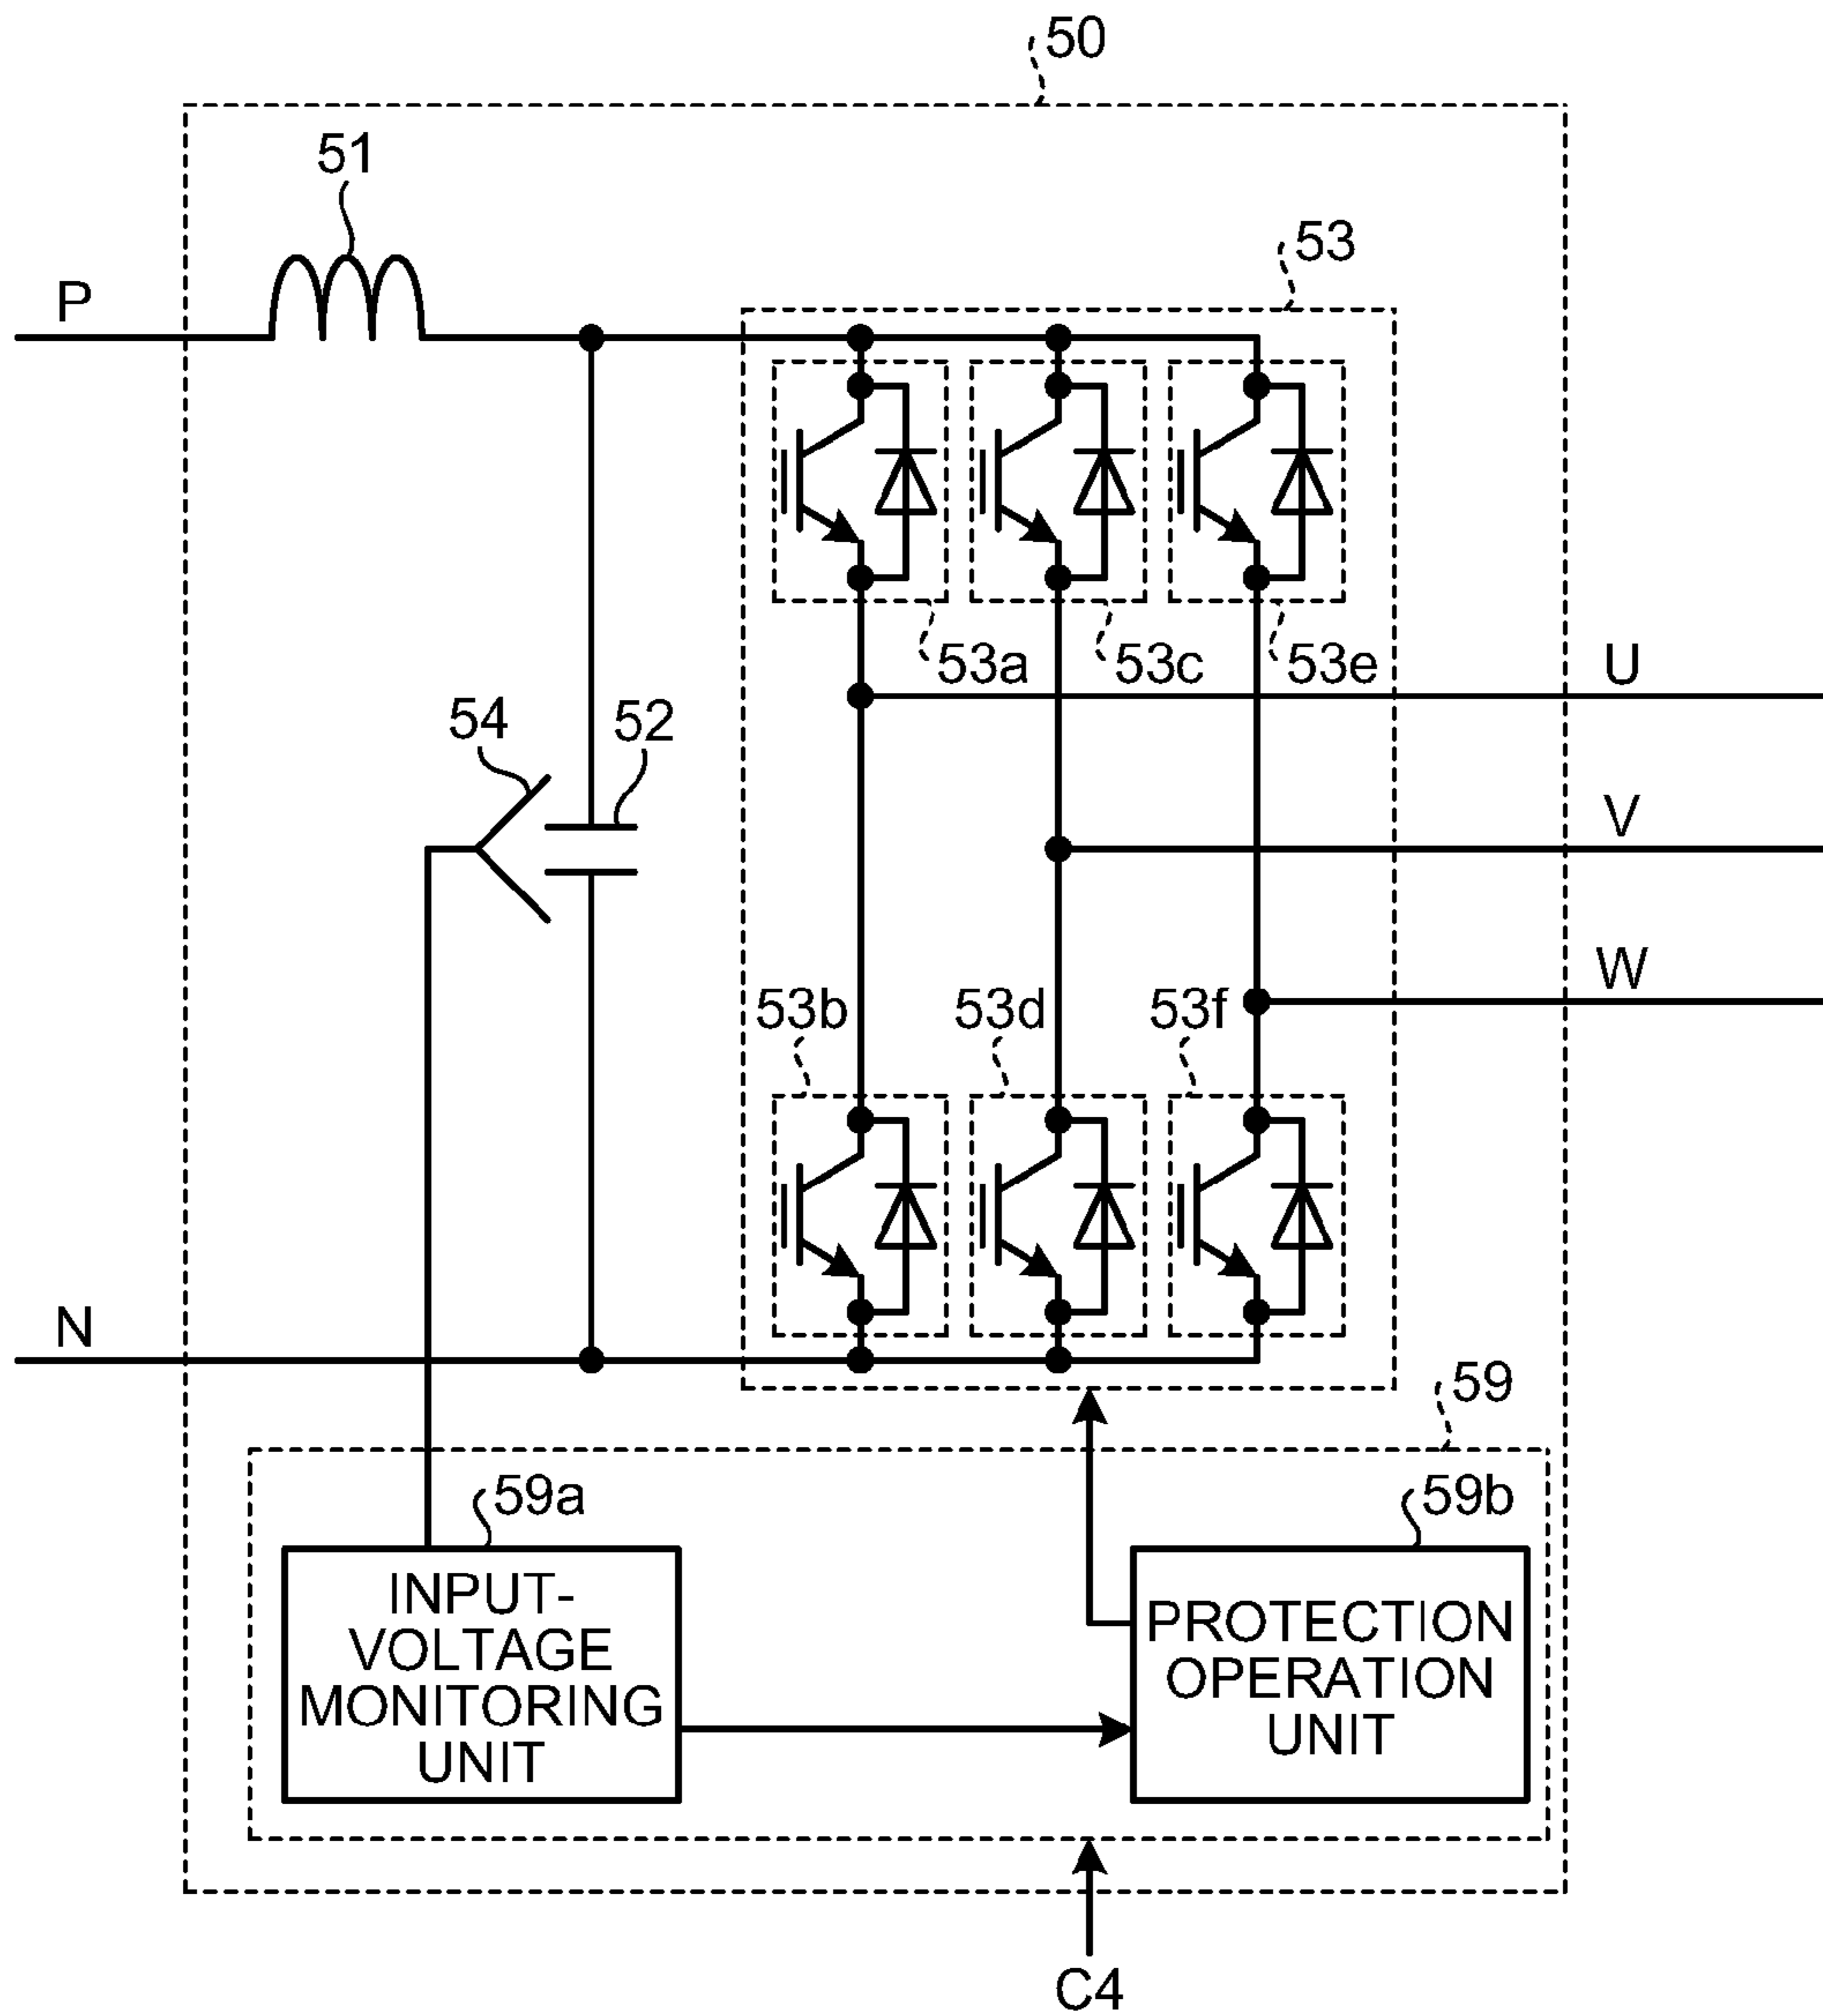 50
51
53
P
53a
53c
53e
U
54
52
V
W
53b
53d
53f
N
59
59a
59b
INPUT-
VOLTAGE
MONITORING
UNIT
PROTECTION
OPERATION
UNIT
C4